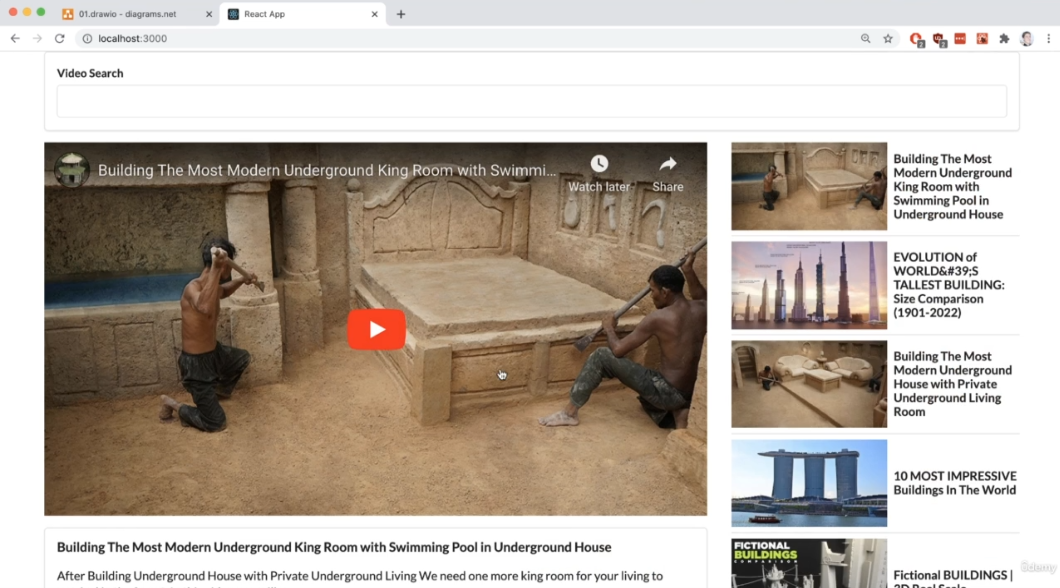 01.drawio - diagrams.net
React App
localhost:3000
2
2
Video Search
Building The Most Modern Underground King Room with Swimmi...
Watch later
Share
Building The Most Modern Underground King Room with Swimming Pool in Underground House
After Building Underground House with Private Underground Living We need one more king room for your living to
Building The Most
Modern Underground
King Room with
Swimming Pool in
Underground House
EVOLUTION of
WORLD&#39;S
TALLEST BUILDING:
Size Comparison
(1901-2022)
Building The Most
Modern Underground
House with Private
Underground Living
Room
10 MOST IMPRESSIVE
Buildings In The World
FICTIONAL
BUILDINGS
COMPARISON
Fictional BUILDINGS |
Udemy